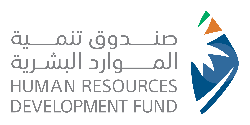 صندوق تنمية
الموارد البشرية
HUMAN RESOURCES
DEVELOPMENT FUND